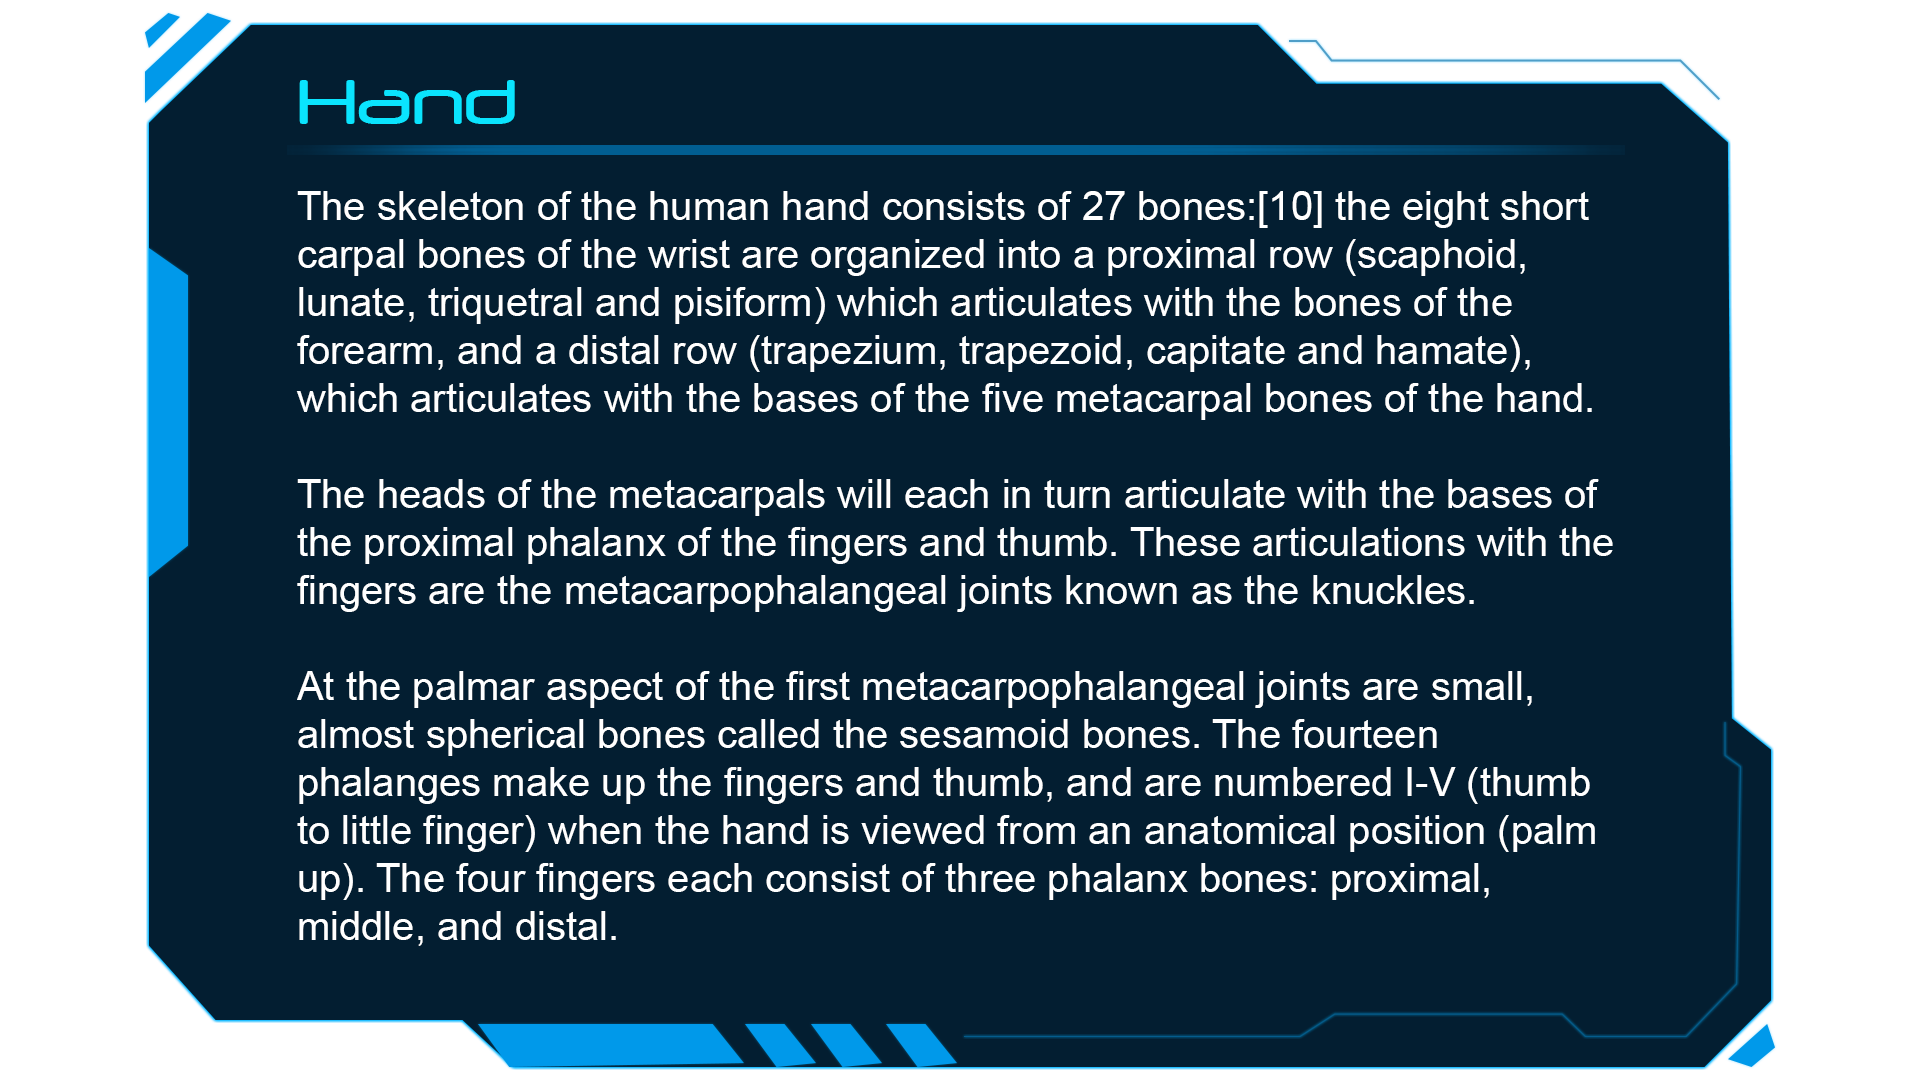 Hand
The skeleton of the human hand consists of 27 bones:[10] the eight short
carpal bones of the wrist are organized into a proximal row (scaphoid,
lunate, triquetral and pisiform) which articulates with the bones of the
forearm, and a distal row (trapezium, trapezoid, capitate and hamate),
which articulates with the bases of the five metacarpal bones of the hand.
The heads of the metacarpals will each in turn articulate with the bases of
the proximal phalanx of the fingers and thumb. These articulations with the
fingers are the metacarpophalangeal joints known as the knuckles.
At the palmar aspect of the first metacarpophalangeal joints are small,
almost spherical bones called the sesamoid bones. The fourteen
phalanges make up the fingers and thumb, and are numbered I-V (thumb
to little finger) when the hand is viewed from an anatomical position (palm
up). The four fingers each consist of three phalanx bones: proximal,
middle, and distal.